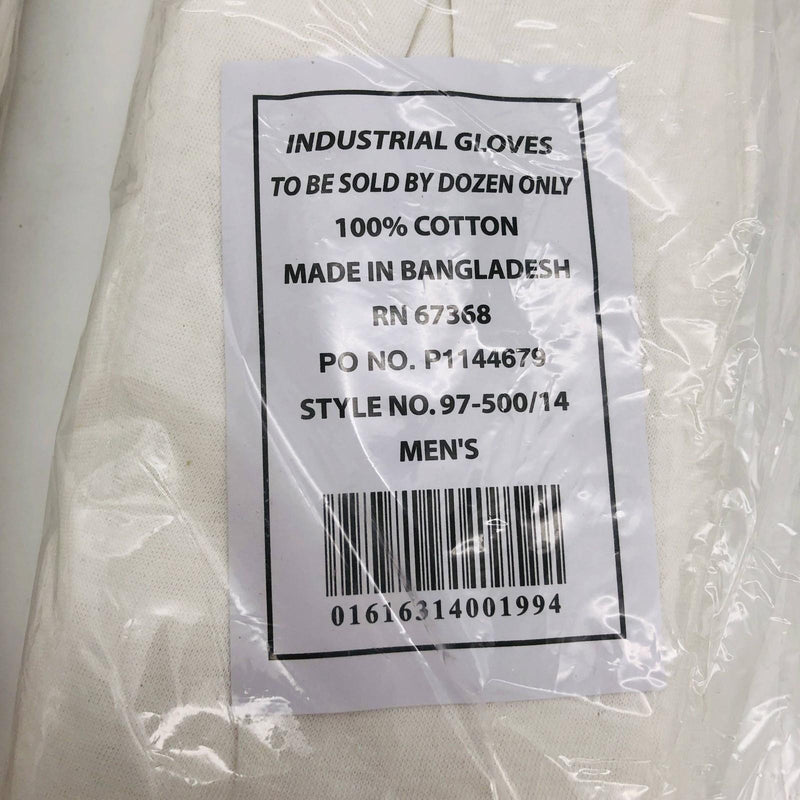 INDUSTRIAL GLOVES
TO BE SOLD BY DOZEN ONLY
100% COTTON
MADE IN BANGLADESH
RN 67368
PO NO. P1144679
STYLE NO. 97-500/14
MEN'S
01616314001994